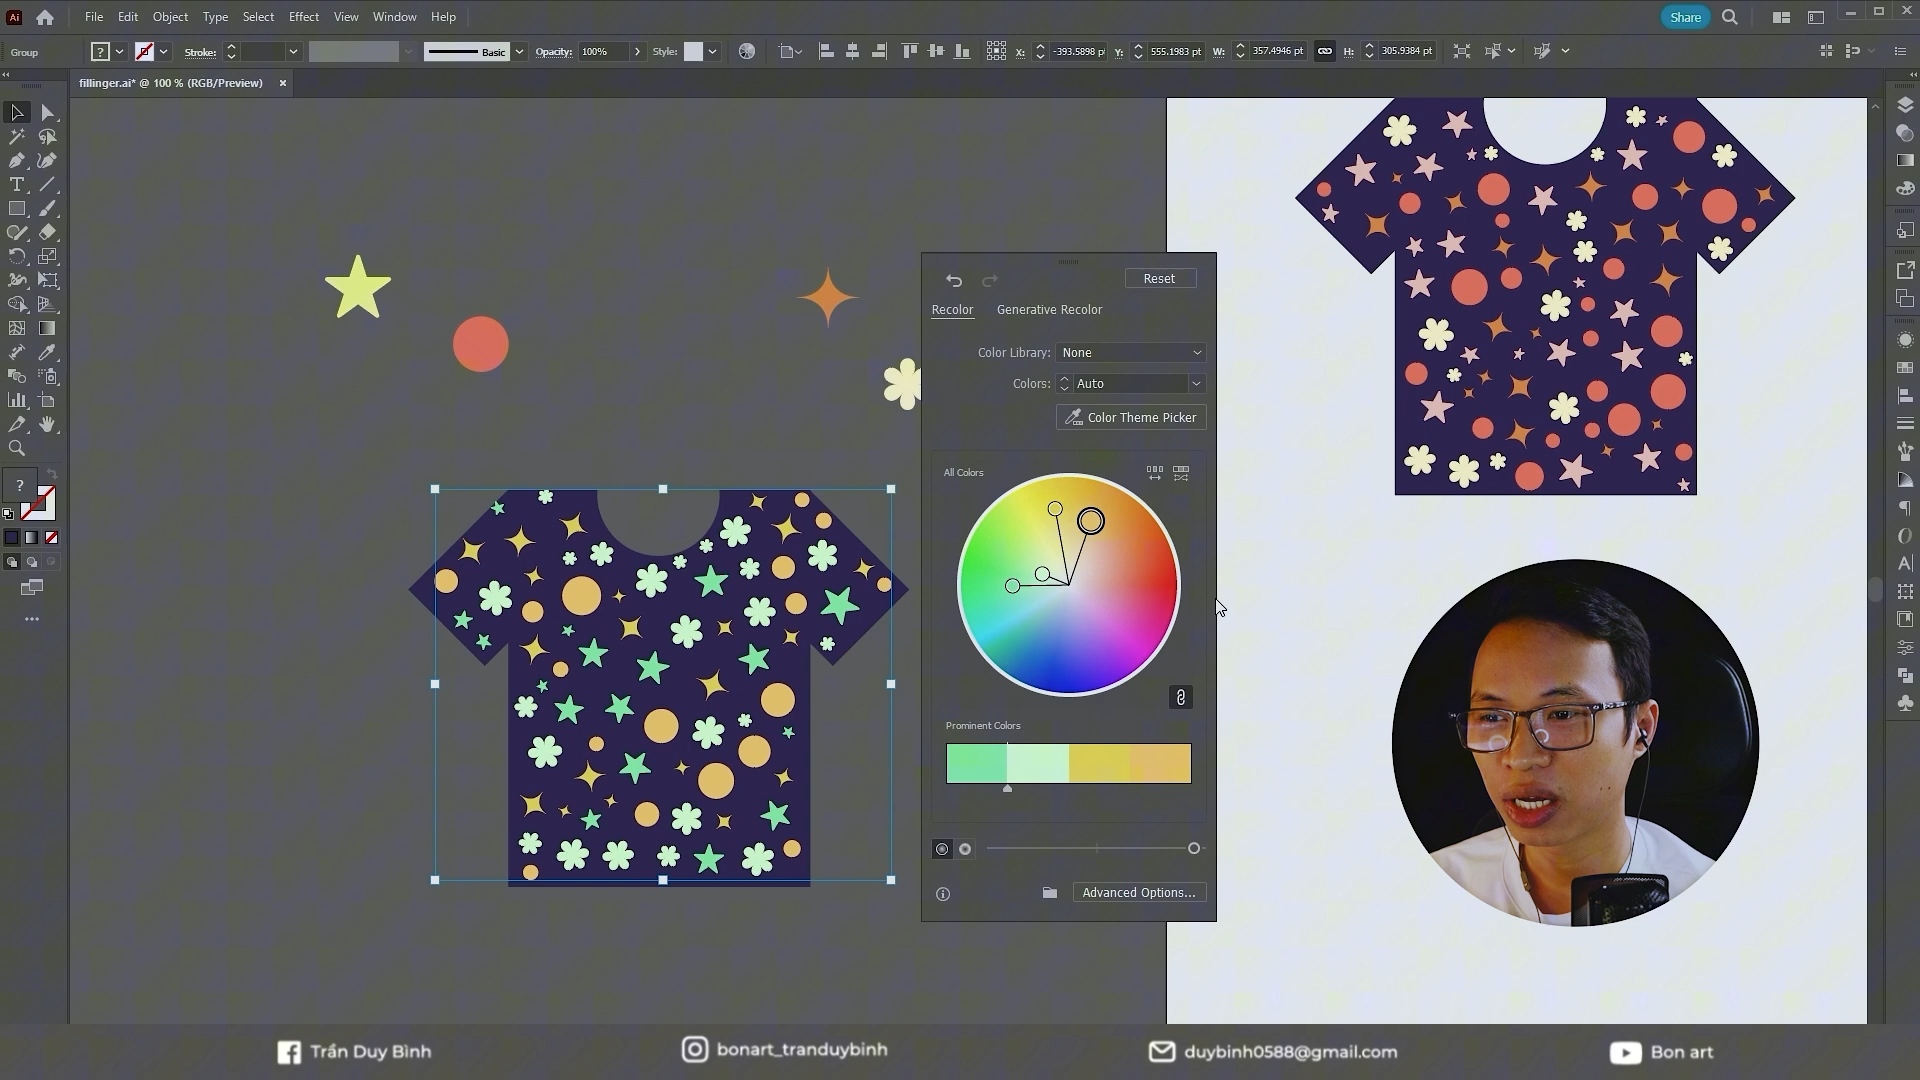 Ai File Edit Object Type Select Effect View Window Help Share
Group ? Stroke: Basic Opacity: 100% Style: X: -393.5898 p Y: 555.1983 pt W: 357.4946 pt H: 305.9384 pt
fillinger.ai* @ 100 % (RGB/Preview)
?
Reset
Recolor Generative Recolor
Color Library: None
Colors: Auto
Color Theme Picker
All Colors
Prominent Colors
Advanced Options...
Trần Duy Bình
bonart_tranduybinh
duybinh0588@gmail.com
Bon art